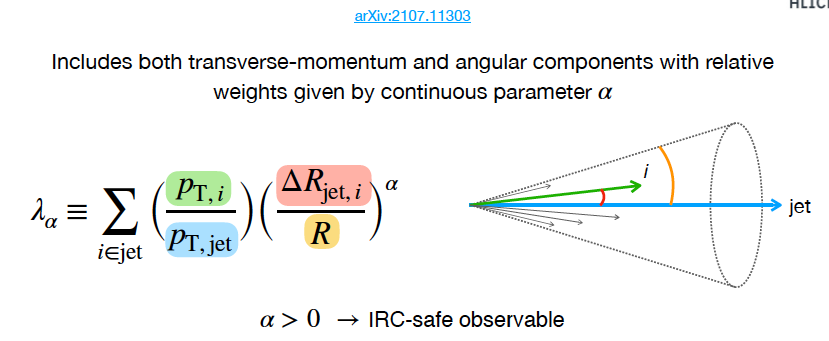 ALICE
arXiv:2107.11303
Includes both transverse-momentum and angular components with relative
weights given by continuous parameter α
λα ≡ ∑i∈jet (pT,i / pT,jet) (ΔRjet,i / R)^α
i
jet
α > 0 → IRC-safe observable